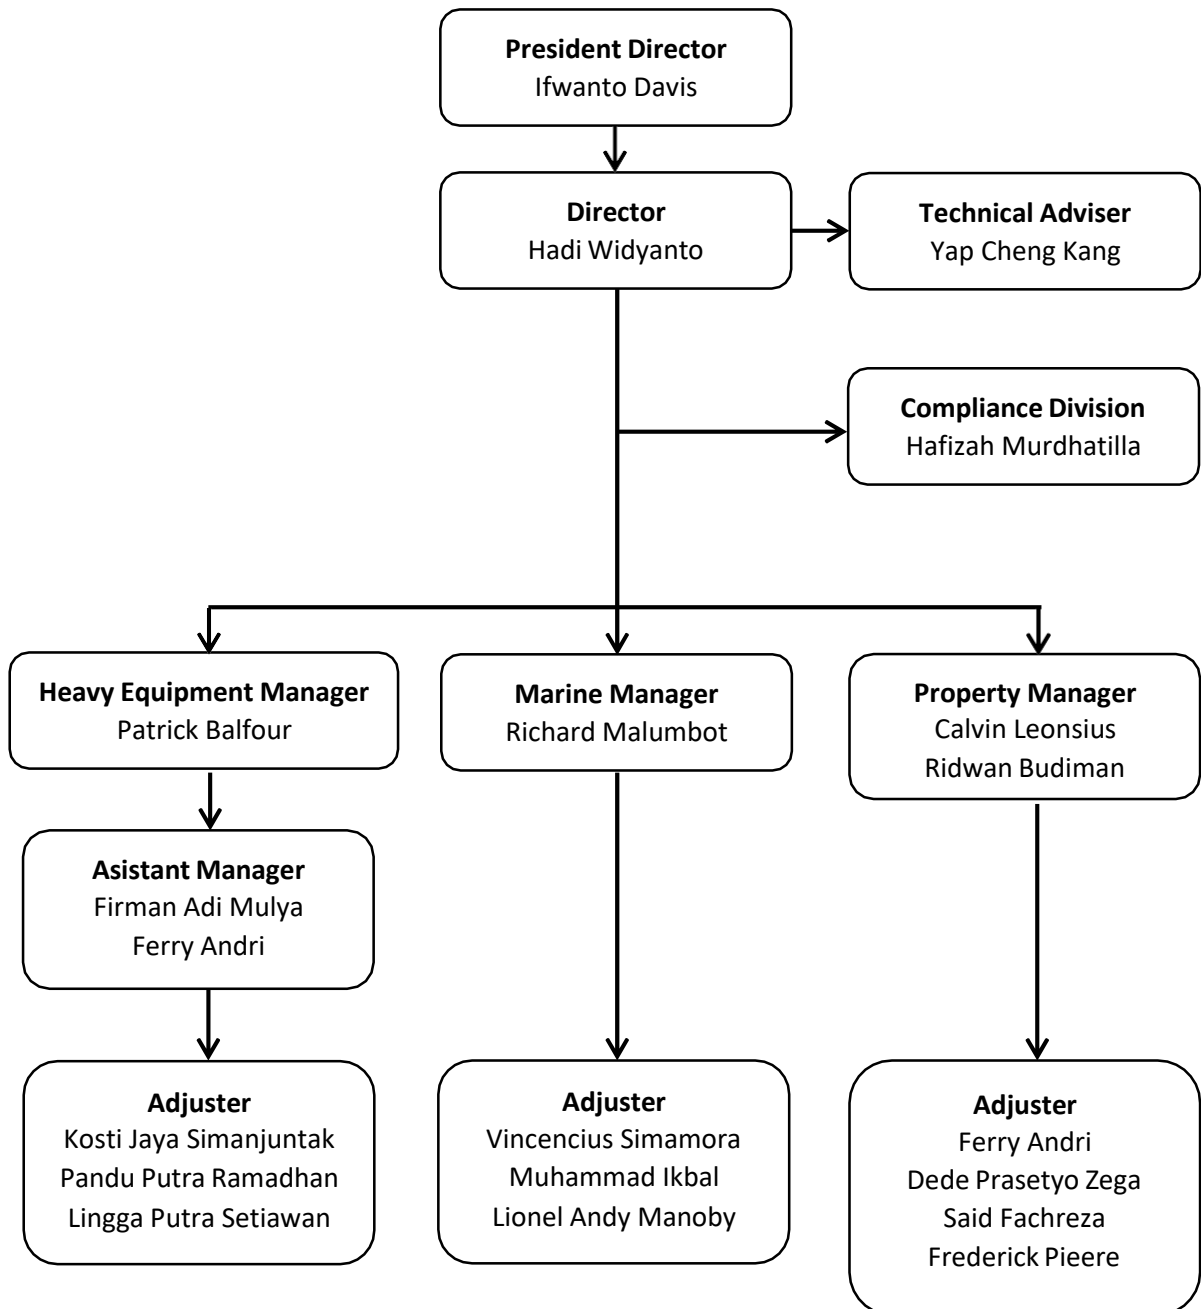 President Director
Ifwanto Davis
Director
Hadi Widyanto
Technical Adviser
Yap Cheng Kang
Compliance Division
Hafizah Murdhatilla
Heavy Equipment Manager
Patrick Balfour
Marine Manager
Richard Malumbot
Property Manager
Calvin Leonsius
Ridwan Budiman
Asistant Manager
Firman Adi Mulya
Ferry Andri
Adjuster
Kosti Jaya Simanjuntak
Pandu Putra Ramadhan
Lingga Putra Setiawan
Adjuster
Vincencius Simamora
Muhammad Ikbal
Lionel Andy Manoby
Adjuster
Ferry Andri
Dede Prasetyo Zega
Said Fachreza
Frederick Pieere